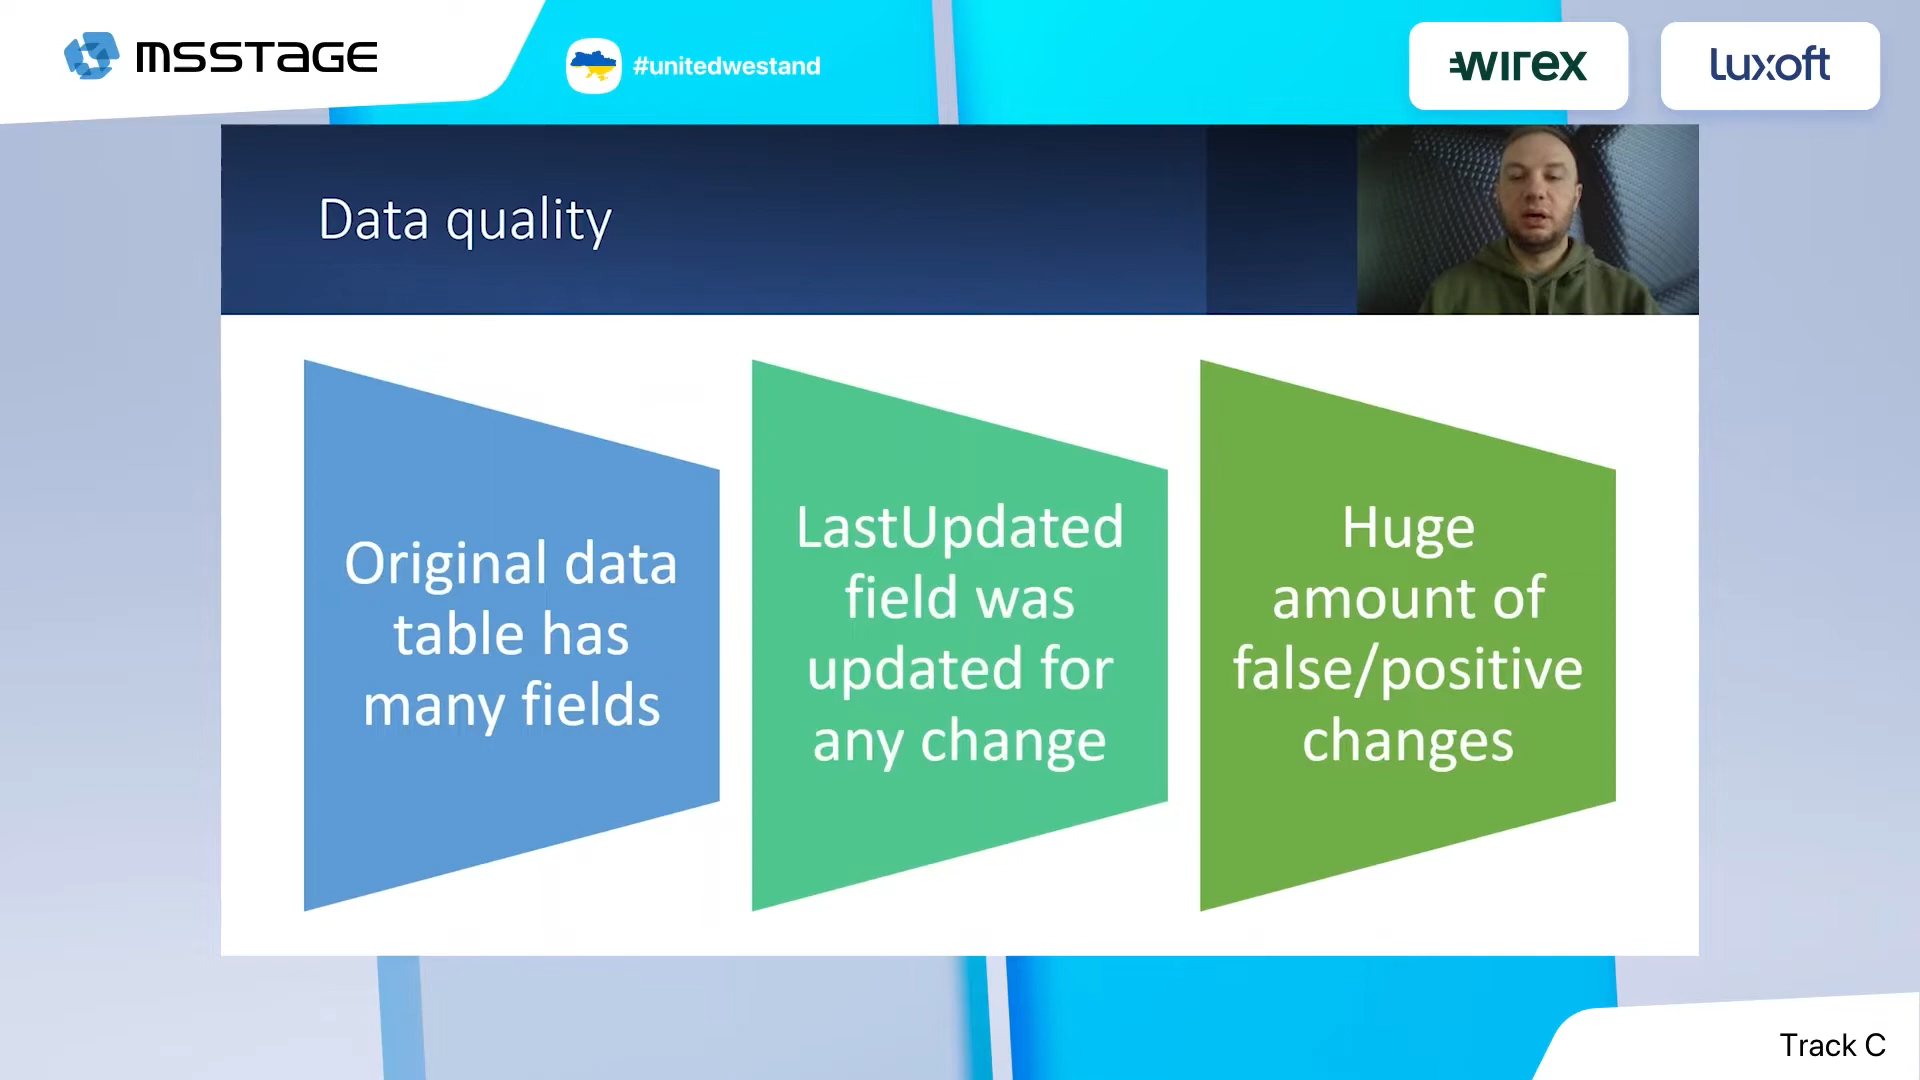 MSSTAGE
#unitedwestand
wirex
luxoft
Data quality
Original data
table has
many fields
LastUpdated
field was
updated for
any change
Huge
amount of
false/positive
changes
Track C